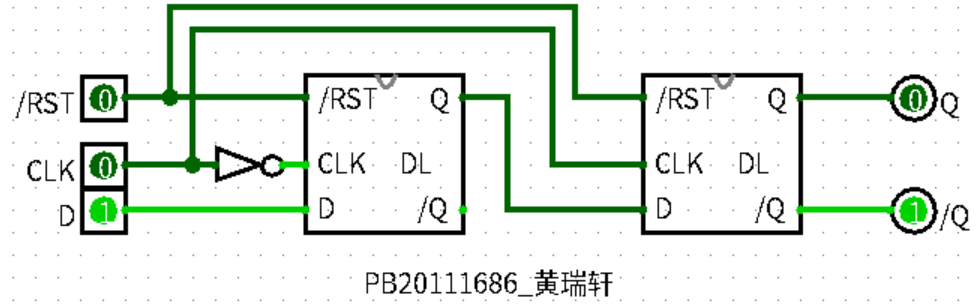 /RST 0 /RST Q /RST Q 0 Q
CLK 0 CLK DL CLK DL
D 1 D /Q D /Q 1 /Q
PB20111686_黄瑞轩